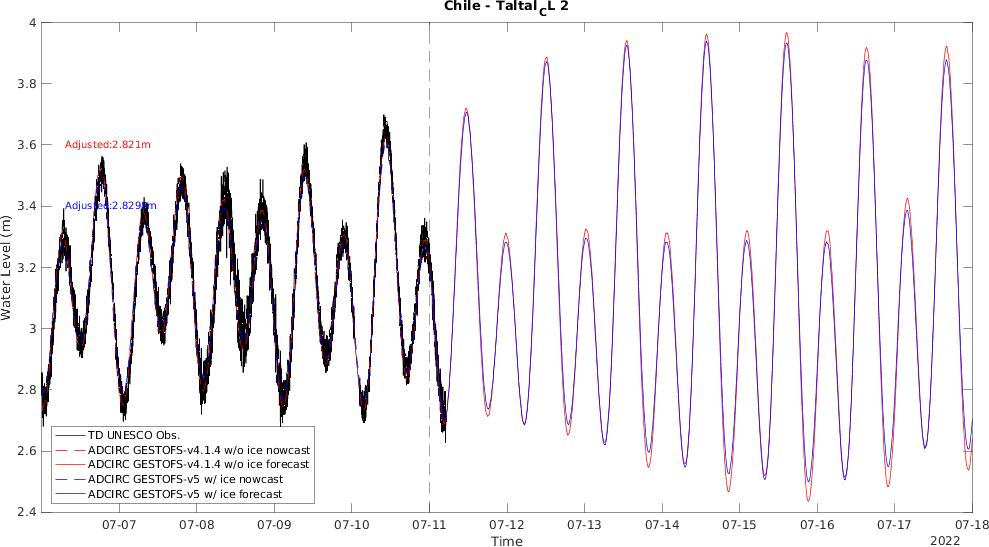 Chile - Taltal_CL 2
Water Level (m)
4
3.8
3.6
3.4
3.2
3
2.8
2.6
2.4
Adjusted:2.821m
TD UNESCO Obs.
ADCIRC GESTOFS-v4.1.4 w/o ice nowcast
ADCIRC GESTOFS-v4.1.4 w/o ice forecast
ADCIRC GESTOFS-v5 w/ ice nowcast
ADCIRC GESTOFS-v5 w/ ice forecast
07-07 07-08 07-09 07-10 07-11 07-12 07-13 07-14 07-15 07-16 07-17 07-18
Time
2022